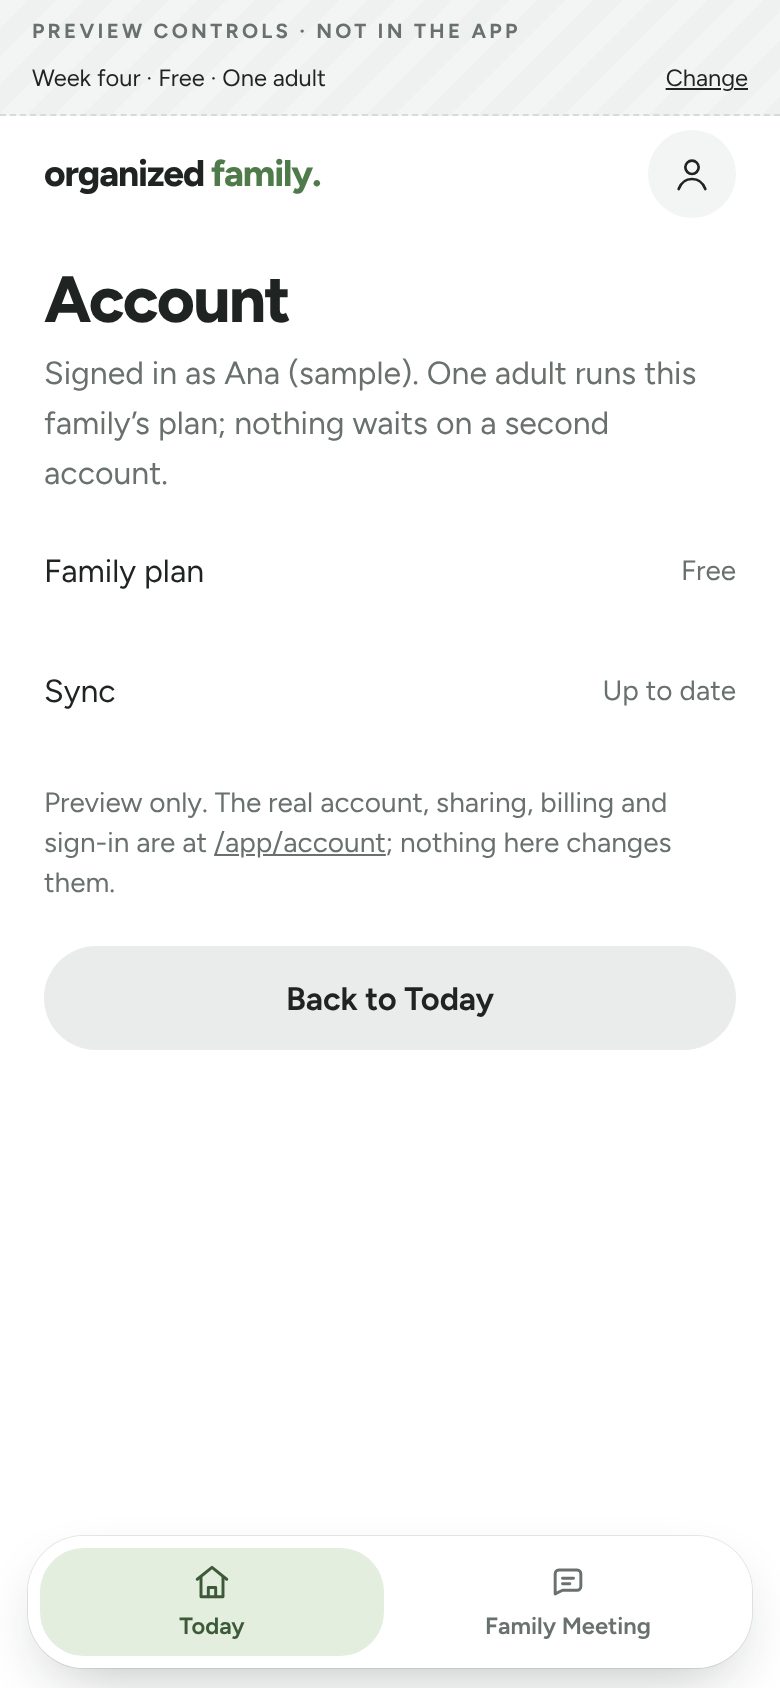 PREVIEW CONTROLS · NOT IN THE APP
Week four · Free · One adult
Change
organized family.
Account
Signed in as Ana (sample). One adult runs this
family’s plan; nothing waits on a second
account.
Family plan
Free
Sync
Up to date
Preview only. The real account, sharing, billing and
sign-in are at /app/account; nothing here changes
them.
Back to Today
Today
Family Meeting